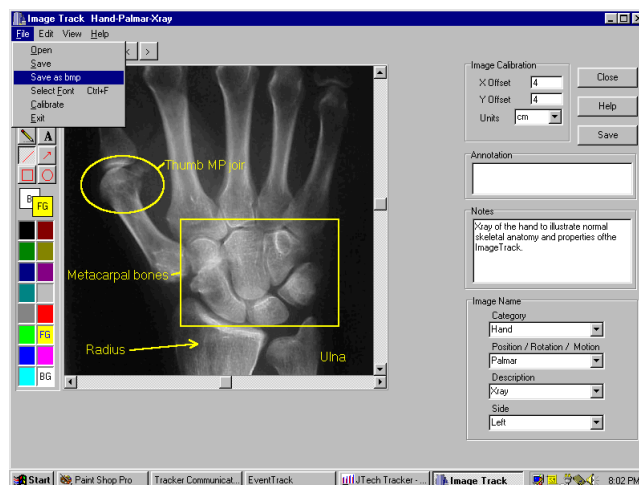 Image Track Hand-Palmar-Xray
File Edit View Help
Open
Save
Save as bmp
Select Font Ctrl+F
Calibrate
Exit
< >
A
B
FG
FG
BG
Thumb MP joir
Metacarpal bones
Radius
Ulna
Image Calibration
X Offset 4
Y Offset 4
Units cm
Close
Help
Save
Annotation
Notes
Xray of the hand to illustrate normal
skeletal anatomy and properties ofthe
ImageTrack.
Image Name
Category
Hand
Position / Rotation / Motion
Palmar
Description
Xray
Side
Left
Start Paint Shop Pro Tracker Communicat... EventTrack JTech Tracker - ... Image Track 8:02 PM